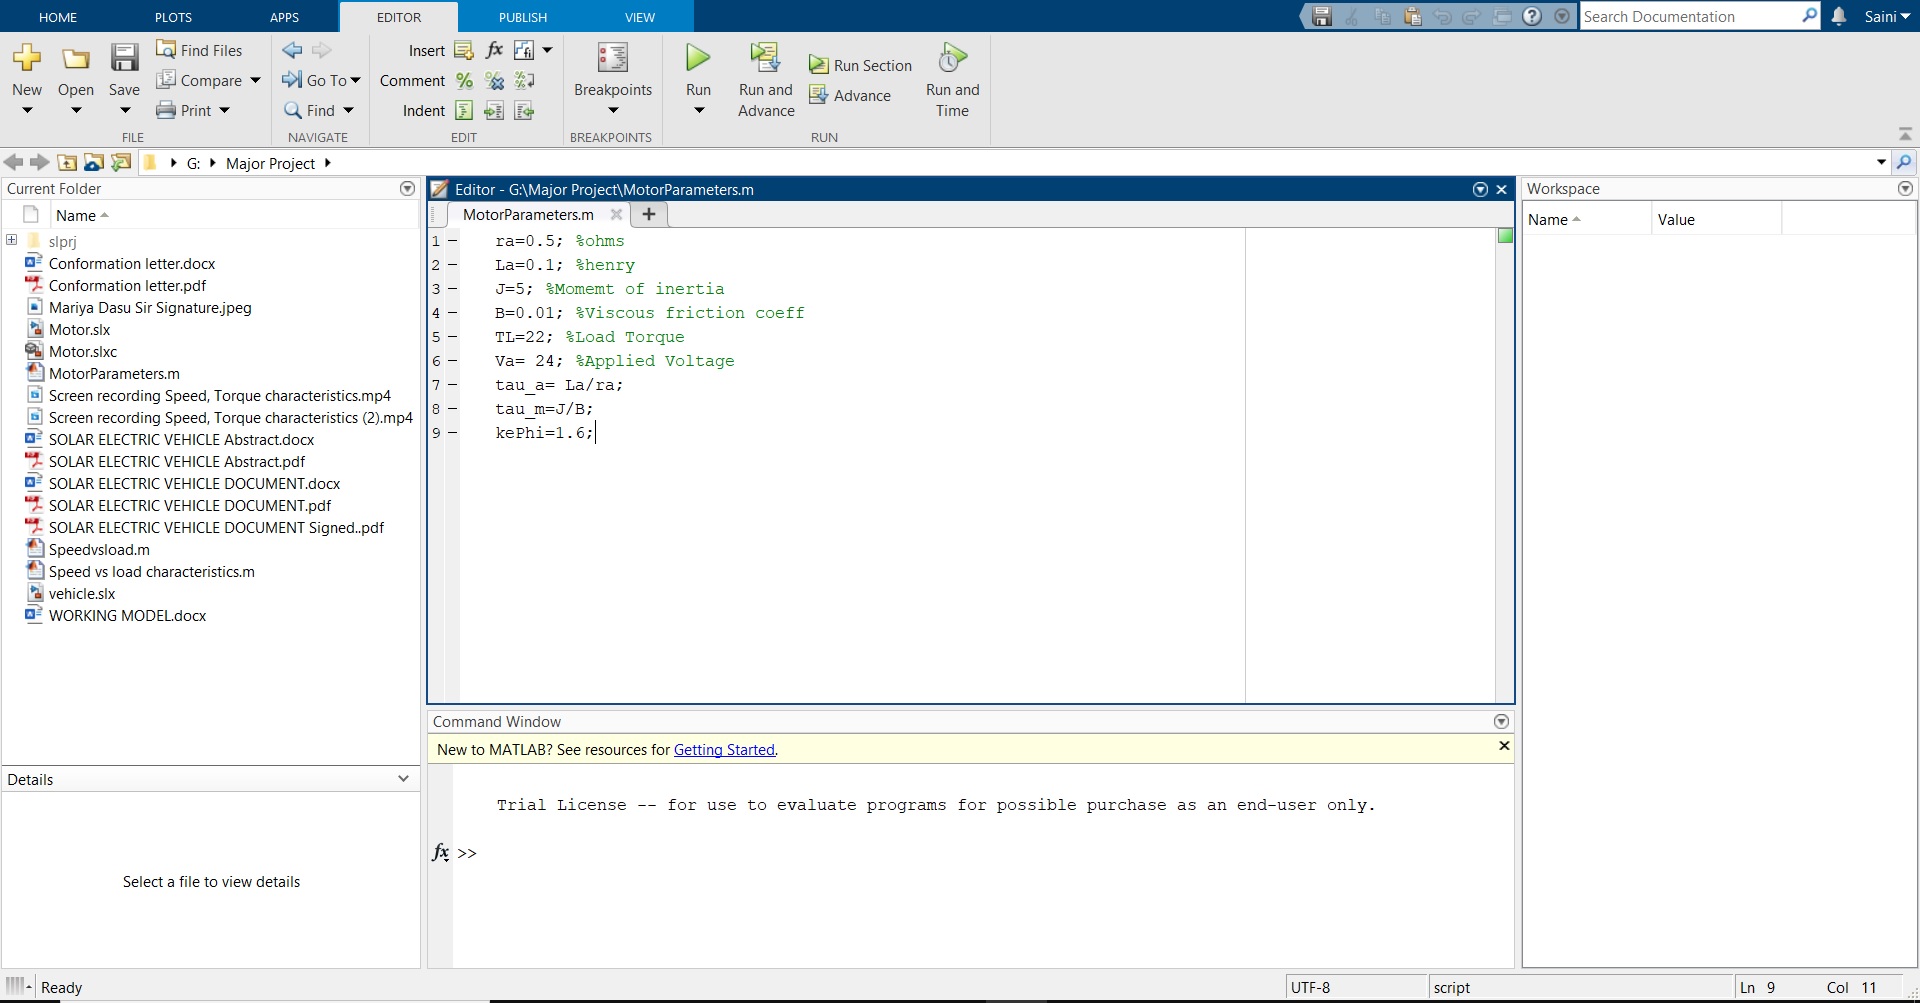 HOME PLOTS APPS EDITOR PUBLISH VIEW Search Documentation Saini
New Open Save Find Files Compare Print
FILE
Go To Find
NAVIGATE
Insert fx fi
Comment % % %
Indent
EDIT
Breakpoints
BREAKPOINTS
Run Run and Advance Run Section Advance Run and Time
RUN
G: Major Project
Current Folder
Name
slprj
Conformation letter.docx
Conformation letter.pdf
Mariya Dasu Sir Signature.jpeg
Motor.slx
Motor.slxc
MotorParameters.m
Screen recording Speed, Torque characteristics.mp4
Screen recording Speed, Torque characteristics (2).mp4
SOLAR ELECTRIC VEHICLE Abstract.docx
SOLAR ELECTRIC VEHICLE Abstract.pdf
SOLAR ELECTRIC VEHICLE DOCUMENT.docx
SOLAR ELECTRIC VEHICLE DOCUMENT.pdf
SOLAR ELECTRIC VEHICLE DOCUMENT Signed..pdf
Speedvsload.m
Speed vs load characteristics.m
vehicle.slx
WORKING MODEL.docx
Details
Select a file to view details
Editor - G:\Major Project\MotorParameters.m
MotorParameters.m
1 – ra=0.5; %ohms
2 – La=0.1; %henry
3 – J=5; %Momemt of inertia
4 – B=0.01; %Viscous friction coeff
5 – TL=22; %Load Torque
6 – Va= 24; %Applied Voltage
7 – tau_a= La/ra;
8 – tau_m=J/B;
9 – kePhi=1.6;
Command Window
New to MATLAB? See resources for Getting Started.
Trial License -- for use to evaluate programs for possible purchase as an end-user only.
fx >>
Workspace
Name Value
Ready UTF-8 script Ln 9 Col 11